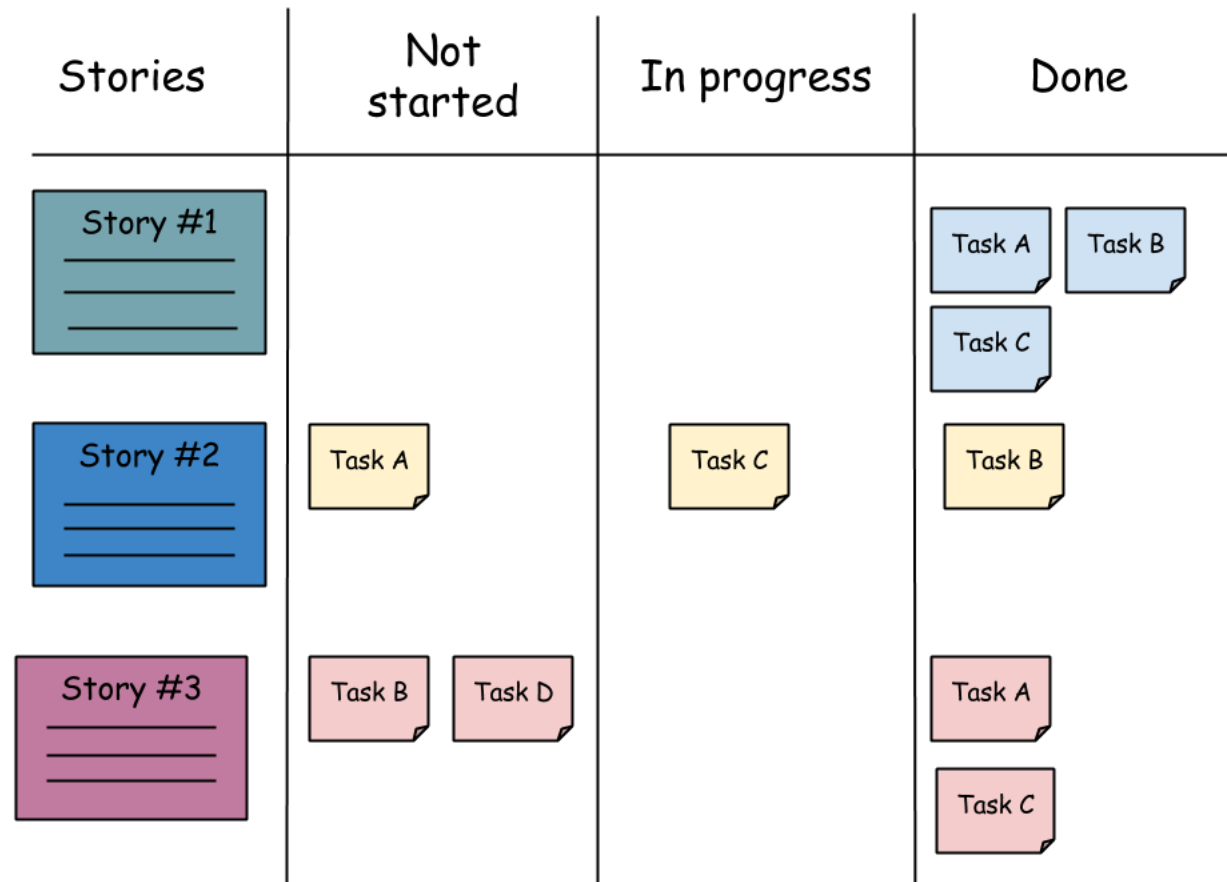 Stories
Not
started
In progress
Done
Story #1
Task A
Task B
Task C
Story #2
Task A
Task C
Task B
Story #3
Task B
Task D
Task A
Task C